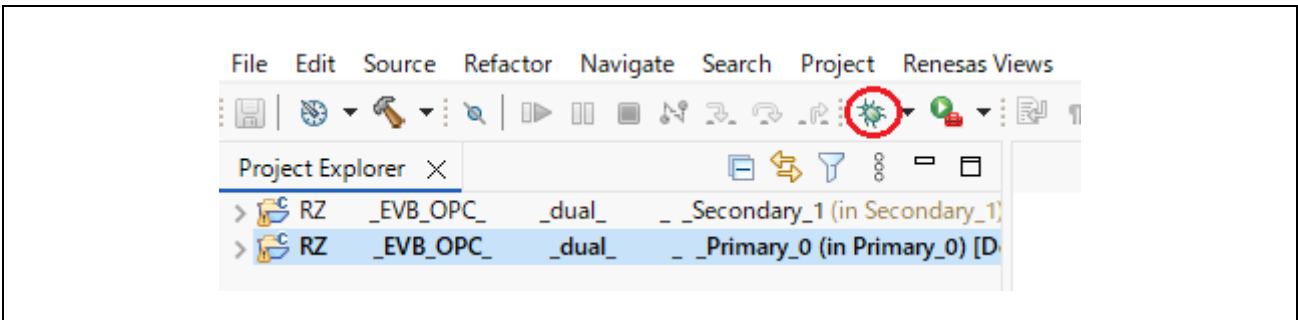 File Edit Source Refactor Navigate Search Project Renesas Views
Project Explorer
RZ _EVB_OPC_ _dual_ _ _Secondary_1 (in Secondary_1)
RZ _EVB_OPC_ _dual_ _ _Primary_0 (in Primary_0) [D